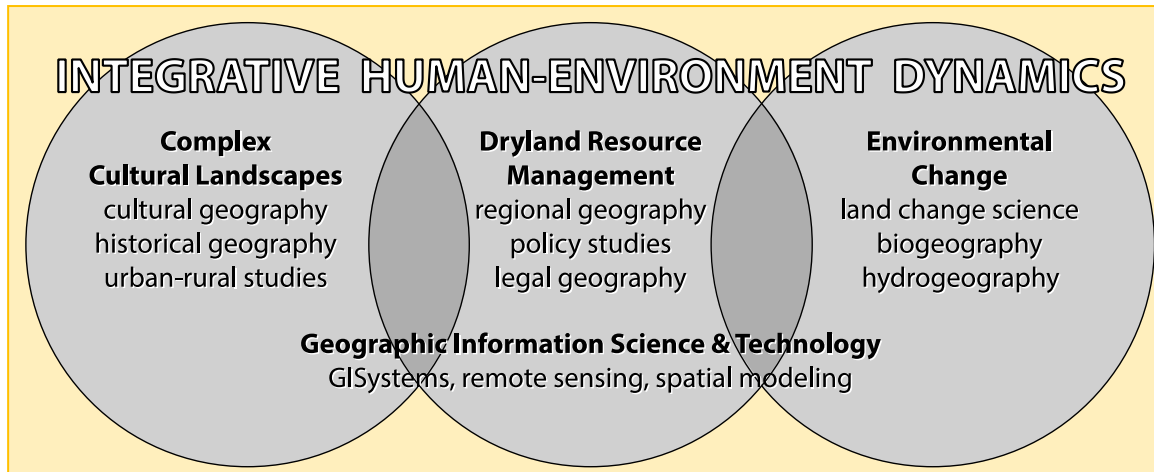 INTEGRATIVE HUMAN-ENVIRONMENT DYNAMICS
Complex
Cultural Landscapes
cultural geography
historical geography
urban-rural studies
Dryland Resource
Management
regional geography
policy studies
legal geography
Environmental
Change
land change science
biogeography
hydrogeography
Geographic Information Science & Technology
GISystems, remote sensing, spatial modeling